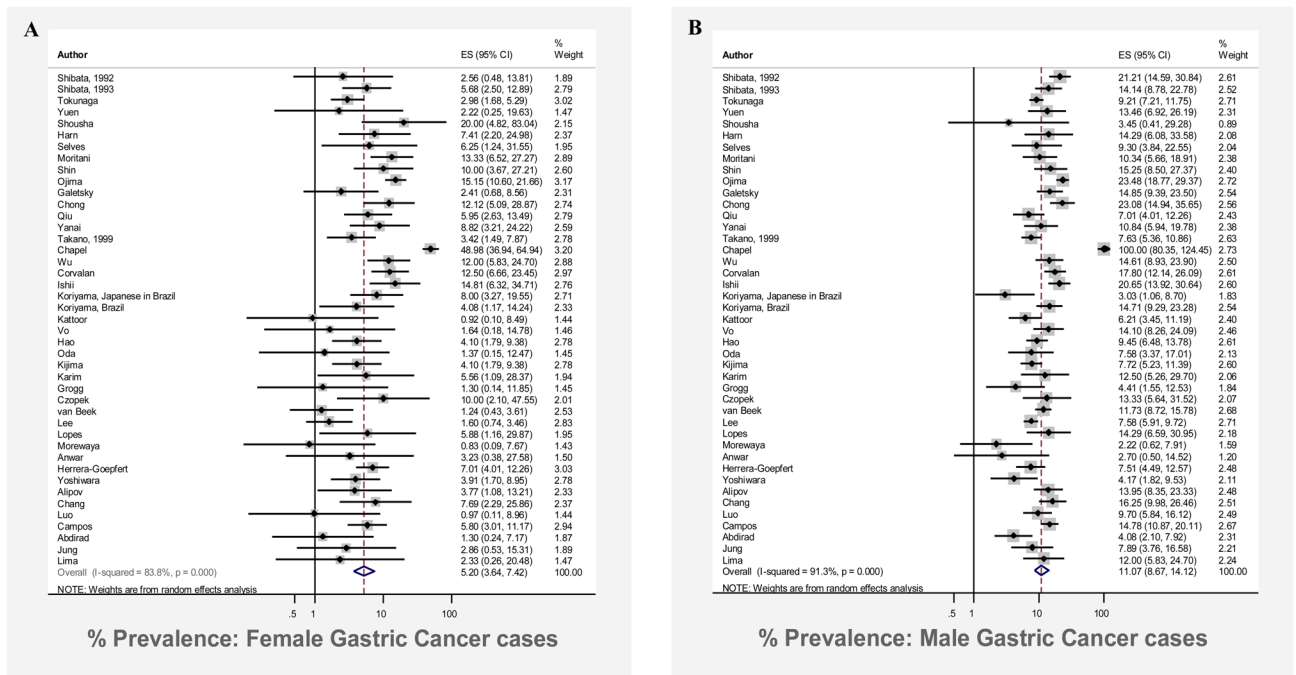 A
%
Author ES (95% CI) Weight
Shibata, 1992 2.56 (0.48, 13.81) 1.89
Shibata, 1993 5.68 (2.50, 12.89) 2.79
Tokunaga 2.98 (1.68, 5.29) 3.02
Yuen 2.22 (0.25, 19.63) 1.47
Shousha 20.00 (4.82, 83.04) 2.15
Harn 7.41 (2.20, 24.98) 2.37
Selves 6.25 (1.24, 31.55) 1.95
Moritani 13.33 (6.52, 27.27) 2.89
Shin 10.00 (3.67, 27.21) 2.60
Ojima 15.15 (10.60, 21.66) 3.17
Galetsky 2.41 (0.68, 8.56) 2.31
Chong 12.12 (5.09, 28.87) 2.74
Qiu 5.95 (2.63, 13.49) 2.79
Yanai 8.82 (3.21, 24.22) 2.59
Takano, 1999 3.42 (1.49, 7.87) 2.78
Chapel 48.98 (36.94, 64.94) 3.20
Wu 12.00 (5.83, 24.70) 2.88
Corvalan 12.50 (6.66, 23.45) 2.97
Ishii 14.81 (6.32, 34.71) 2.76
Koriyama, Japanese in Brazil 8.00 (3.27, 19.55) 2.71
Koriyama, Brazil 4.08 (1.17, 14.24) 2.33
Kattoor 0.92 (0.10, 8.49) 1.44
Vo 1.64 (0.18, 14.78) 1.46
Hao 4.10 (1.79, 9.38) 2.78
Oda 1.37 (0.15, 12.47) 1.45
Kijima 4.10 (1.79, 9.38) 2.78
Karim 5.56 (1.09, 28.37) 1.94
Grogg 1.30 (0.14, 11.85) 1.45
Czopek 10.00 (2.10, 47.55) 2.01
van Beek 1.24 (0.43, 3.61) 2.53
Lee 1.60 (0.74, 3.46) 2.83
Lopes 5.88 (1.16, 29.87) 1.95
Morewaya 0.83 (0.09, 7.67) 1.43
Anwar 3.23 (0.38, 27.58) 1.50
Herrera-Goepfert 7.01 (4.01, 12.26) 3.03
Yoshiwara 3.91 (1.70, 8.95) 2.78
Alipov 3.77 (1.08, 13.21) 2.33
Chang 7.69 (2.29, 25.86) 2.37
Luo 0.97 (0.11, 8.96) 1.44
Campos 5.80 (3.01, 11.17) 2.94
Abdirad 1.30 (0.24, 7.17) 1.87
Jung 2.86 (0.53, 15.31) 1.89
Lima 2.33 (0.26, 20.48) 1.47
Overall (I-squared = 83.8%, p = 0.000) 5.20 (3.64, 7.42) 100.00
NOTE: Weights are from random effects analysis
.5 1 10 100
% Prevalence: Female Gastric Cancer cases
B
%
Author ES (95% CI) Weight
Shibata, 1992 21.21 (14.59, 30.84) 2.61
Shibata, 1993 14.14 (8.78, 22.78) 2.52
Tokunaga 9.21 (7.21, 11.75) 2.71
Yuen 13.46 (6.92, 26.19) 2.31
Shousha 3.45 (0.41, 29.28) 0.89
Harn 14.29 (6.08, 33.58) 2.08
Selves 9.30 (3.84, 22.55) 2.04
Moritani 10.34 (5.66, 18.91) 2.38
Shin 15.25 (8.50, 27.37) 2.40
Ojima 23.48 (18.77, 29.37) 2.72
Galetsky 14.85 (9.39, 23.50) 2.54
Chong 23.08 (14.94, 35.65) 2.56
Qiu 7.01 (4.01, 12.26) 2.43
Yanai 10.84 (5.94, 19.78) 2.38
Takano, 1999 7.63 (5.36, 10.86) 2.63
Chapel 100.00 (80.35, 124.45) 2.73
Wu 14.61 (8.93, 23.90) 2.50
Corvalan 17.80 (12.14, 26.09) 2.61
Ishii 20.65 (13.92, 30.64) 2.60
Koriyama, Japanese in Brazil 3.03 (1.06, 8.70) 1.83
Koriyama, Brazil 14.71 (9.29, 23.28) 2.54
Kattoor 6.21 (3.45, 11.19) 2.40
Vo 14.10 (8.26, 24.09) 2.46
Hao 9.45 (6.48, 13.78) 2.61
Oda 7.58 (3.37, 17.01) 2.13
Kijima 7.72 (5.23, 11.39) 2.60
Karim 12.50 (5.26, 29.70) 2.06
Grogg 4.41 (1.55, 12.53) 1.84
Czopek 13.33 (5.64, 31.52) 2.07
van Beek 11.73 (8.72, 15.78) 2.68
Lee 7.58 (5.91, 9.72) 2.71
Lopes 14.29 (6.59, 30.95) 2.18
Morewaya 2.22 (0.62, 7.91) 1.59
Anwar 2.70 (0.50, 14.52) 1.20
Herrera-Goepfert 7.51 (4.49, 12.57) 2.48
Yoshiwara 4.17 (1.82, 9.53) 2.11
Alipov 13.95 (8.35, 23.33) 2.48
Chang 16.25 (9.98, 26.46) 2.51
Luo 9.70 (5.84, 16.12) 2.49
Campos 14.78 (10.87, 20.11) 2.67
Abdirad 4.08 (2.10, 7.92) 2.31
Jung 7.89 (3.76, 16.58) 2.21
Lima 12.00 (5.83, 24.70) 2.24
Overall (I-squared = 91.3%, p = 0.000) 11.07 (8.67, 14.12) 100.00
NOTE: Weights are from random effects analysis
.5 1 10 100
% Prevalence: Male Gastric Cancer cases